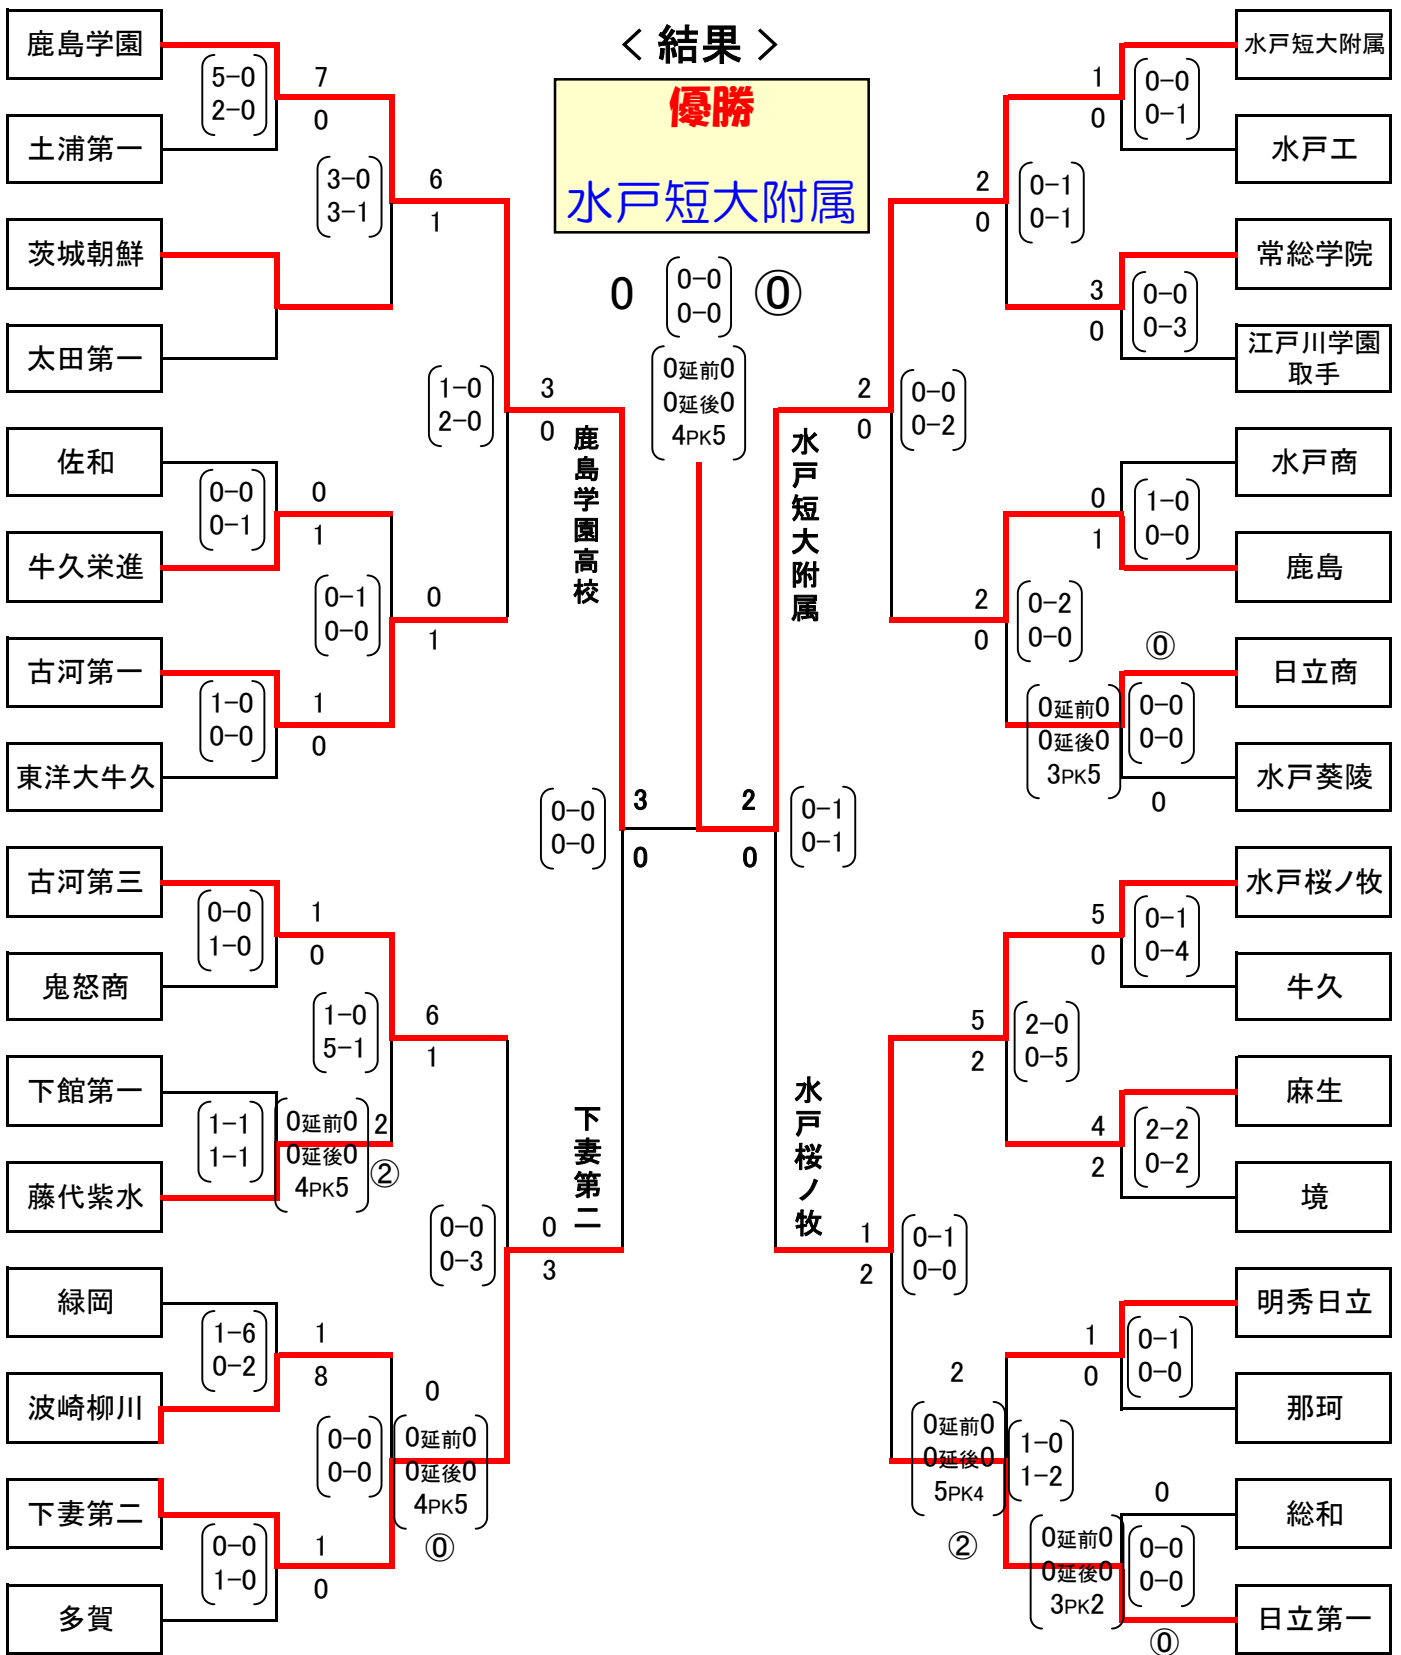 < 結果 >
優勝
水戸短大附属
0
0-0
0-0
⓪
0延前0
0延後0
4PK5
鹿島学園
5-0
2-0
7
0
土浦第一
3-0
3-1
6
1
茨城朝鮮
太田第一
1-0
2-0
3
0
鹿島学園高校
佐和
0-0
0-1
0
1
牛久栄進
0-1
0-0
0
1
古河第一
1-0
0-0
1
0
東洋大牛久
0-0
0-0
3
0
古河第三
0-0
1-0
1
0
鬼怒商
1-0
5-1
6
1
下館第一
1-1
1-1
0延前0
0延後0
4PK5
2
②
藤代紫水
0-0
0-3
0
3
下妻第二
緑岡
1-6
0-2
1
8
波崎柳川
0-0
0-0
0
0延前0
0延後0
4PK5
⓪
下妻第二
0-0
1-0
1
0
多賀
水戸短大附属
1
0
0-0
0-1
水戸工
2
0
0-1
0-1
常総学院
3
0
0-0
0-3
江戸川学園
取手
2
0
0-0
0-2
水戸短大附属
水戸商
0
1
1-0
0-0
鹿島
2
0
0-2
0-0
⓪
日立商
0延前0
0延後0
3PK5
0-0
0-0
水戸葵陵
0
2
0
0-1
0-1
水戸桜ノ牧
5
0
0-1
0-4
牛久
5
2
2-0
0-5
麻生
4
2
2-2
0-2
境
水戸桜ノ牧
1
2
0-1
0-0
明秀日立
1
0
0-1
0-0
那珂
2
0延前0
0延後0
5PK4
②
1-0
1-2
0
総和
0延前0
0延後0
3PK2
0-0
0-0
日立第一
⓪